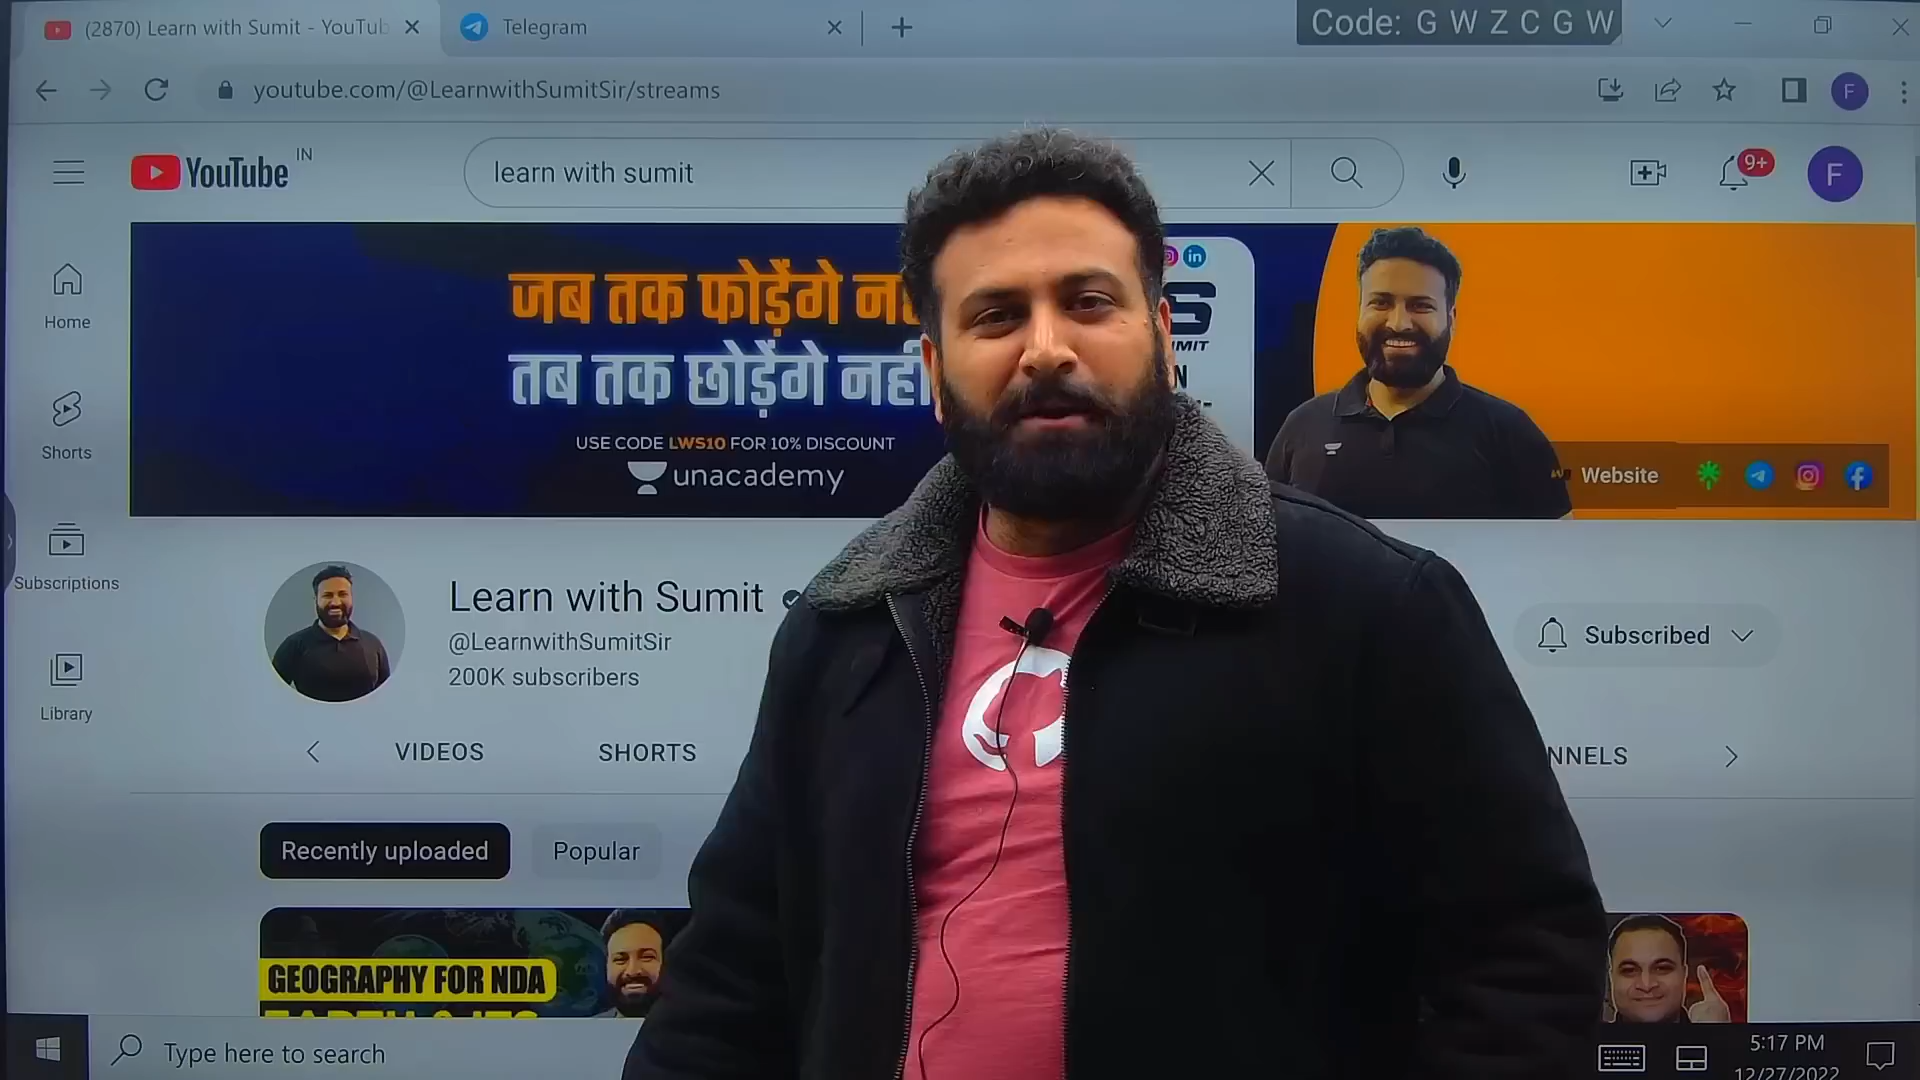 (2870) Learn with Sumit - YouTub
Telegram
Code: G W Z C G W
youtube.com/@LearnwithSumitSir/streams
F
YouTube IN
learn with sumit
9+
F
Home
Shorts
Subscriptions
Library
जब तक फोड़ेंगे
तब तक छोड़ेंगे नहीं
USE CODE LWS10 FOR 10% DISCOUNT
unacademy
in
Website
Learn with Sumit
@LearnwithSumitSir
200K subscribers
Subscribed
VIDEOS
SHORTS
NNELS
Recently uploaded
Popular
GEOGRAPHY FOR NDA
Type here to search
5:17 PM
12/27/2022